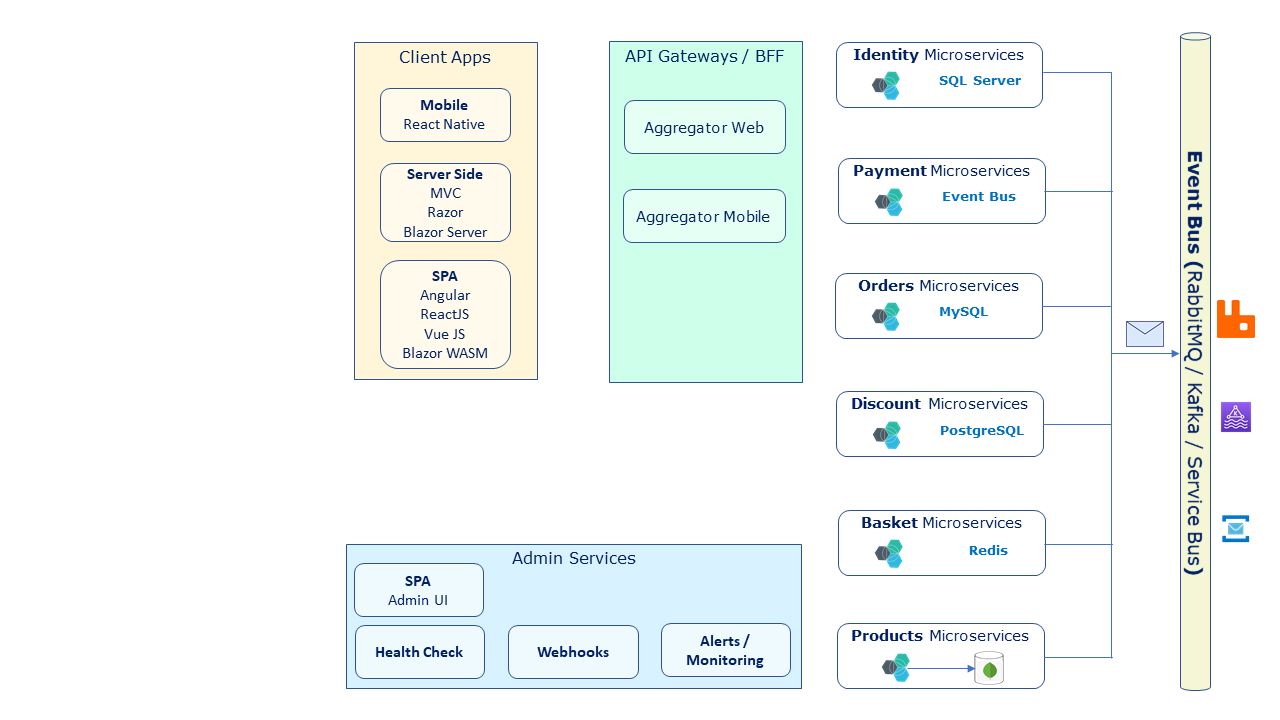 Client Apps
Mobile
React Native
Server Side
MVC
Razor
Blazor Server
SPA
Angular
ReactJS
Vue JS
Blazor WASM
API Gateways / BFF
Aggregator Web
Aggregator Mobile
Identity Microservices
SQL Server
Payment Microservices
Event Bus
Orders Microservices
MySQL
Discount Microservices
PostgreSQL
Basket Microservices
Redis
Products Microservices
Event Bus (RabbitMQ / Kafka / Service Bus)
Admin Services
SPA
Admin UI
Health Check
Webhooks
Alerts /
Monitoring